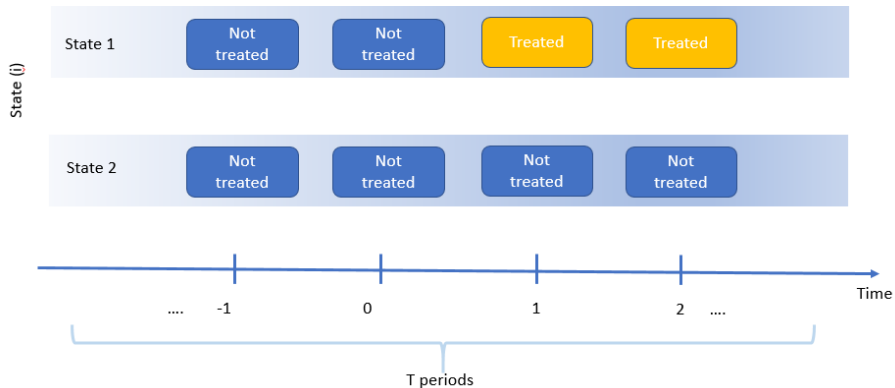 State (i)
State 1
Not
treated
Not
treated
Treated
Treated
State 2
Not
treated
Not
treated
Not
treated
Not
treated
Time
.... -1 0 1 2 ....
T periods